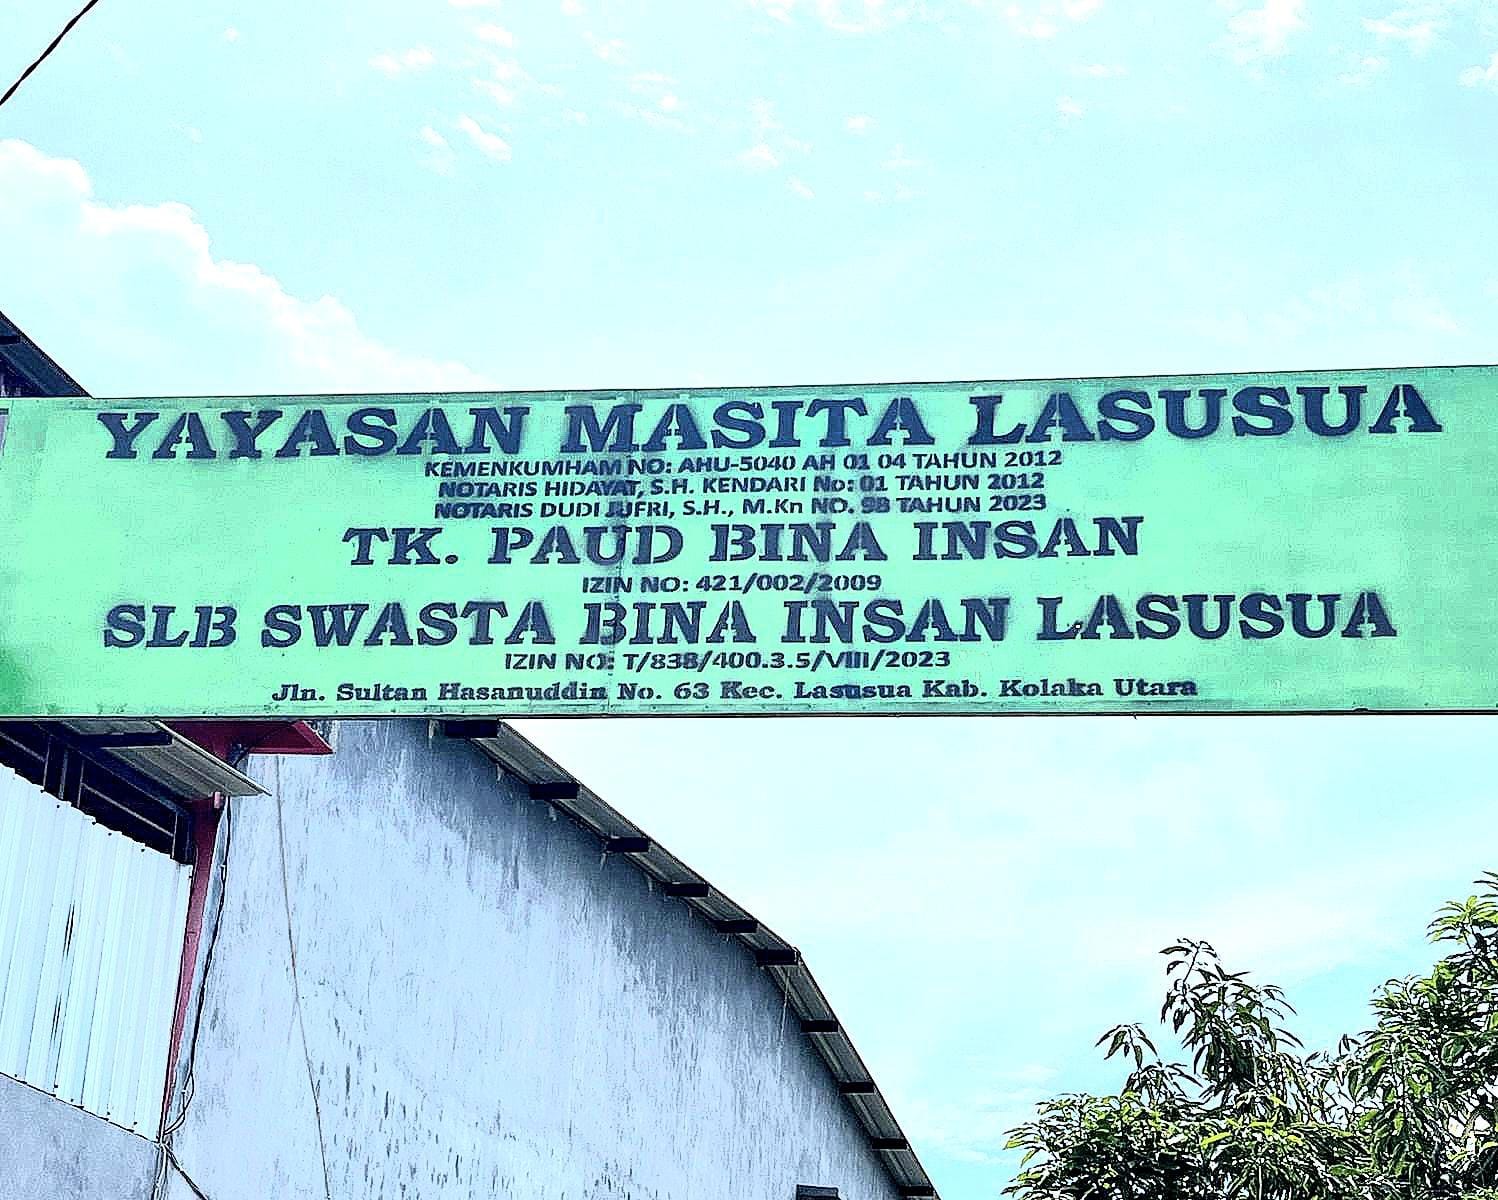 YAYASAN MASITA LASUSUA
KEMENKUMHAM NO: AHU-5040 AH 01 04 TAHUN 2012
NOTARIS HIDAYAT, S.H. KENDARI No: 01 TAHUN 2012
NOTARIS DUDI JUFRI, S.H., M.Kn NO. 98 TAHUN 2023
TK. PAUD BINA INSAN
IZIN NO: 421/002/2009
SLB SWASTA BINA INSAN LASUSUA
IZIN NO: T/838/400.3.5/VIII/2023
Jln. Sultan Hasanuddin No. 63 Kec. Lasusua Kab. Kolaka Utara